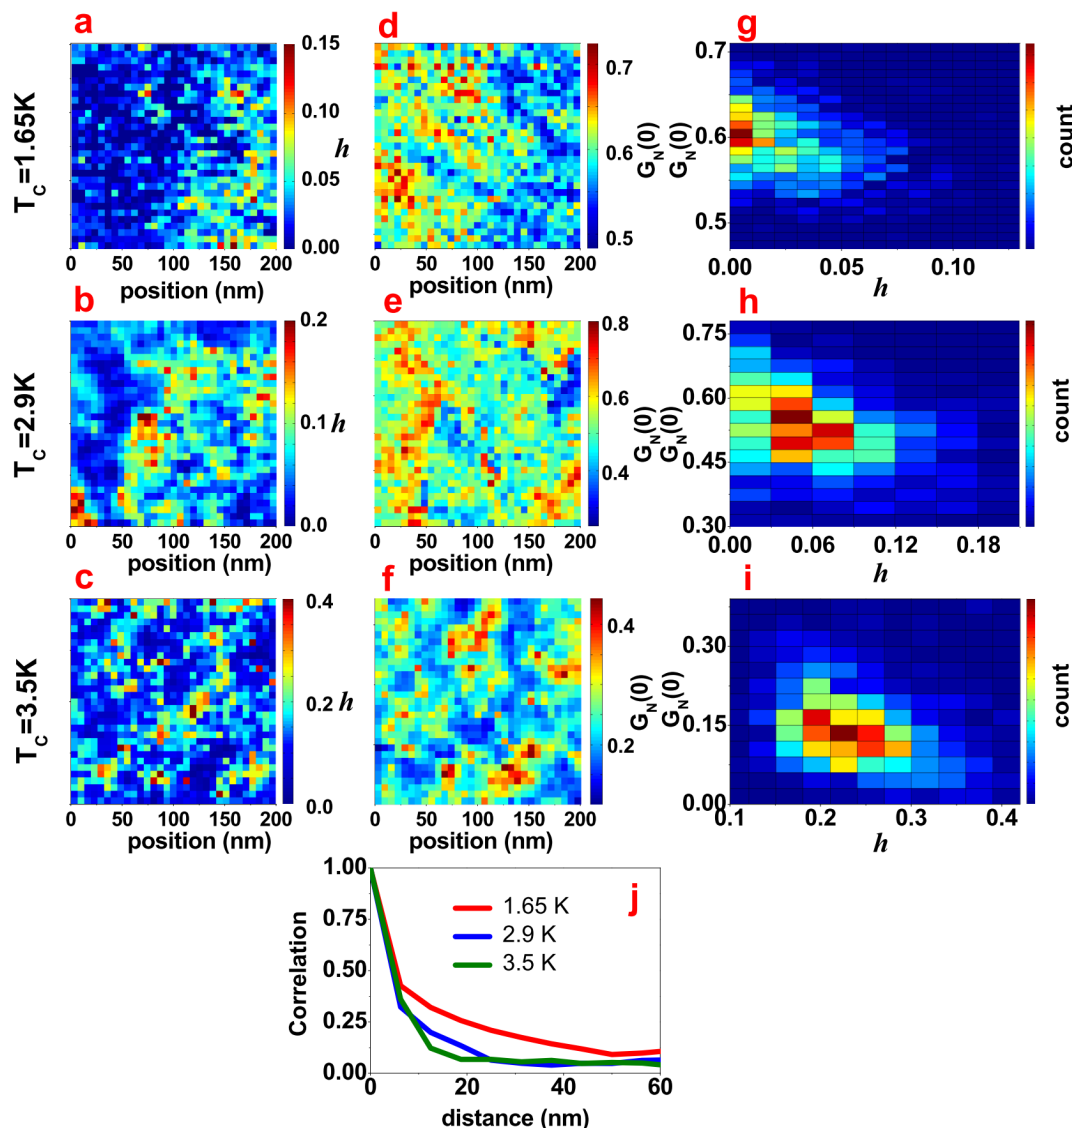 a
d
g
T_C=1.65K
0.15
0.10
h
0.05
0.00
0 50 100 150 200
position (nm)
0.7
0.6
0.5
G_N(0)
0 50 100 150 200
position (nm)
G_N(0)
0.7
0.6
0.5
0.00 0.05 0.10
h
count
b
e
h
T_C=2.9K
0.2
0.1
h
0.0
0 50 100 150 200
position (nm)
0.8
0.6
0.4
G_N(0)
0 50 100 150 200
position (nm)
G_N(0)
0.75
0.60
0.45
0.30
0.00 0.06 0.12 0.18
h
count
c
f
i
T_C=3.5K
0.4
0.2
h
0.0
0 50 100 150 200
position (nm)
0.4
0.2
G_N(0)
0 50 100 150 200
position (nm)
G_N(0)
0.30
0.15
0.00
0.1 0.2 0.3 0.4
h
count
j
Correlation
1.00
0.75
0.50
0.25
0.00
1.65 K
2.9 K
3.5 K
0 20 40 60
distance (nm)